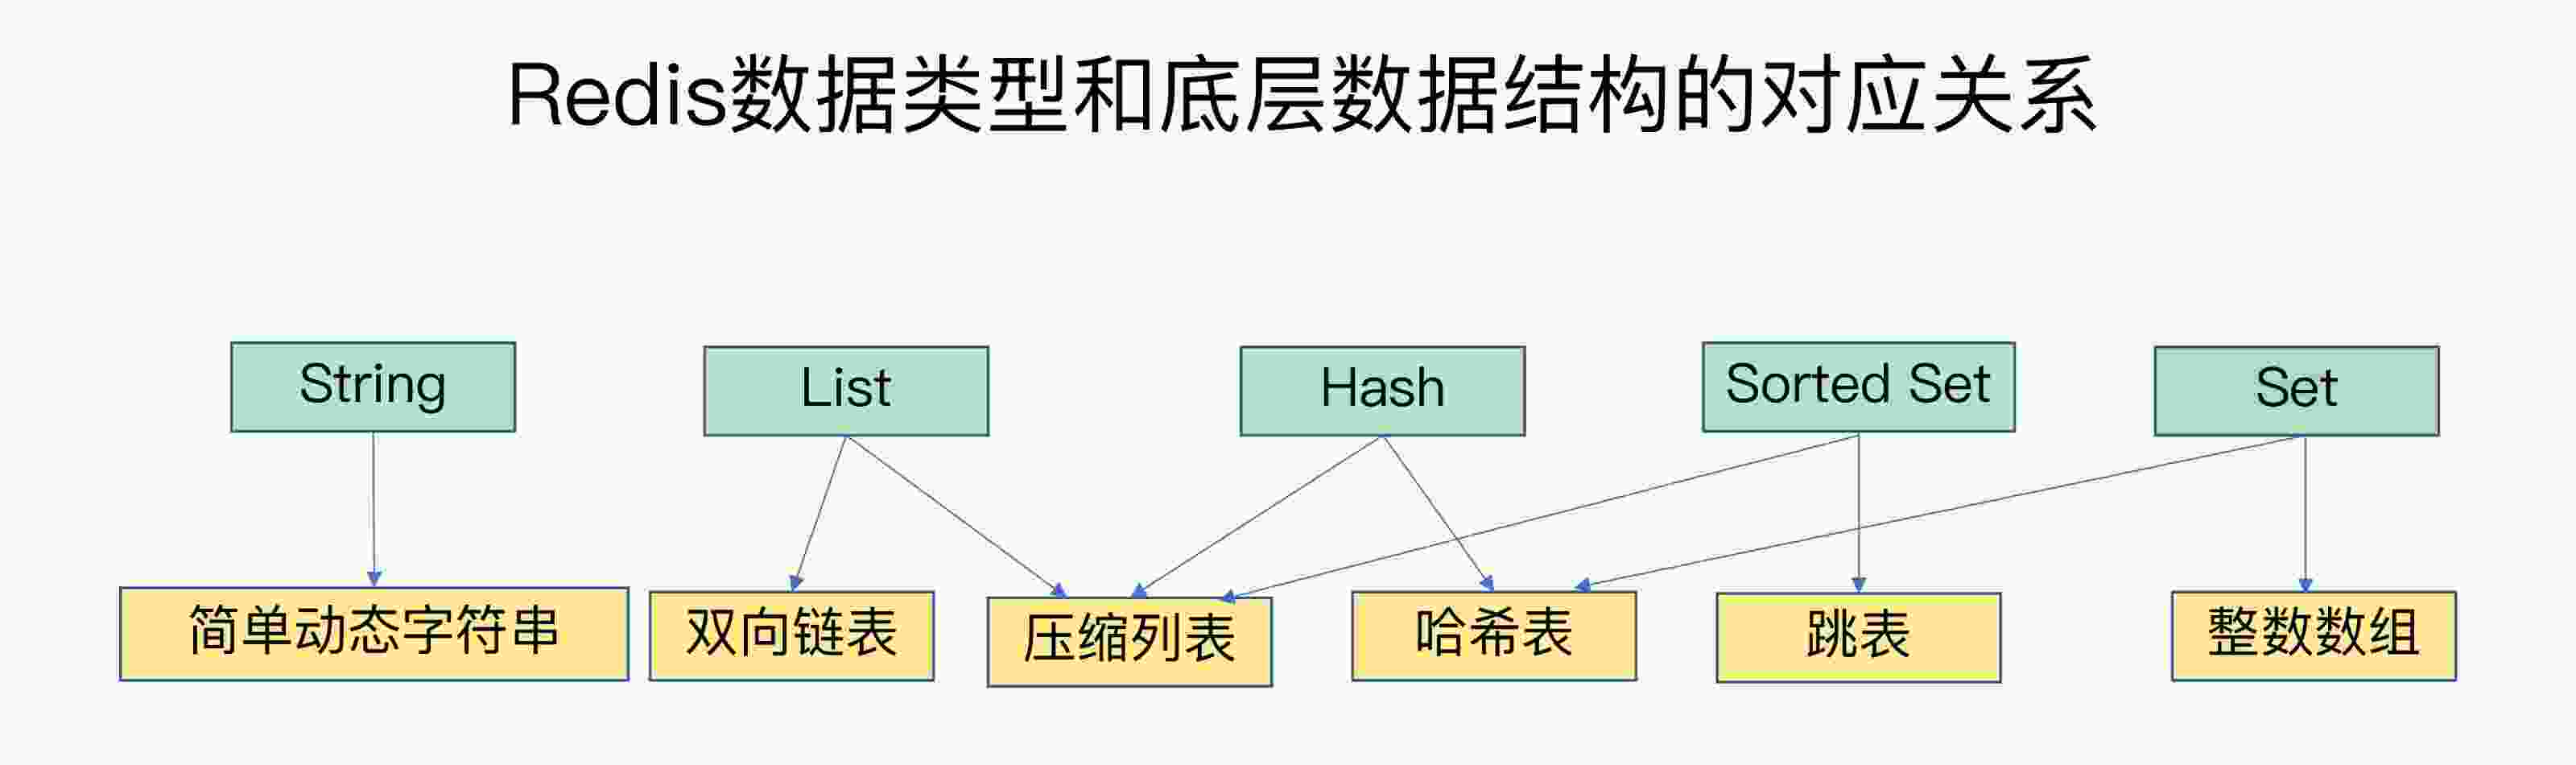 Redis数据类型和底层数据结构的对应关系
String
List
Hash
Sorted Set
Set
简单动态字符串
双向链表
压缩列表
哈希表
跳表
整数数组